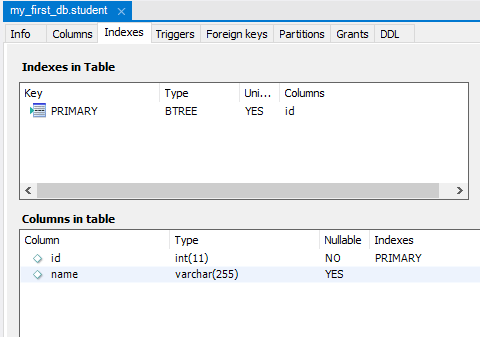 my_first_db.student ×
Info Columns Indexes Triggers Foreign keys Partitions Grants DDL
Indexes in Table
Key Type Uni... Columns
PRIMARY BTREE YES id
Columns in table
Column Type Nullable Indexes
id int(11) NO PRIMARY
name varchar(255) YES